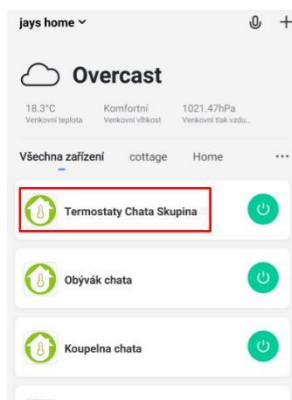 jays home
Overcast
18.3°C Komfortní 1021.47hPa
Venkovní teplota Venkovní vlhkost Venkovní tlak vzdu...
Všechna zařízení cottage Home
Termostaty Chata Skupina
Obývák chata
Koupelna chata